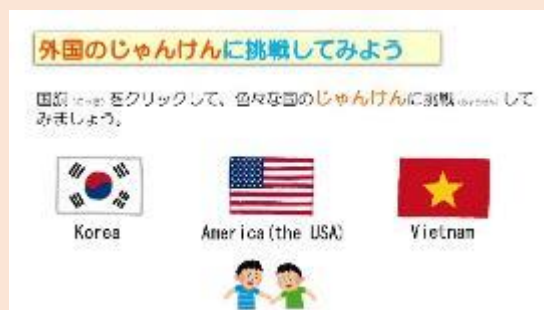 外国のじゃんけんに挑戦してみよう
国旗をクリックして、色々な国のじゃんけんに挑戦して
みましょう。
Korea America(the USA) Vietnam